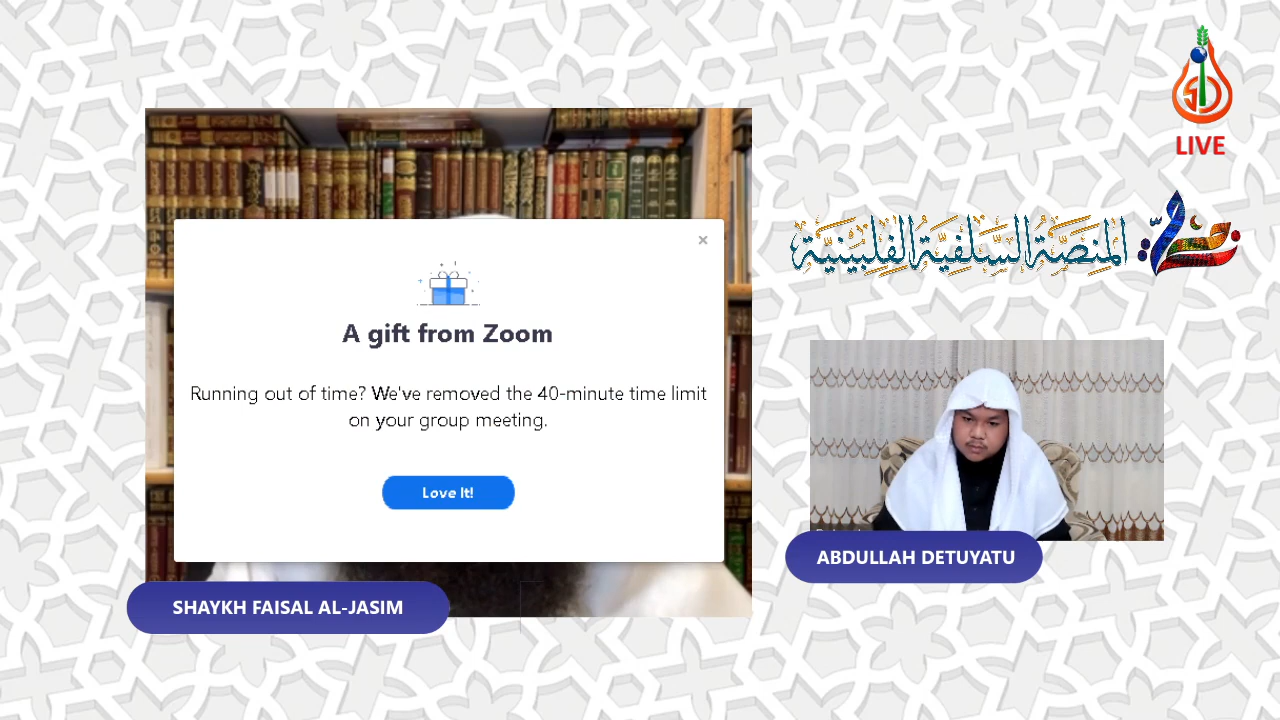 LIVE
المنصة السلفية الفلبينية
A gift from Zoom
Running out of time? We've removed the 40-minute time limit
on your group meeting.
Love It!
ABDULLAH DETUYATU
SHAYKH FAISAL AL-JASIM